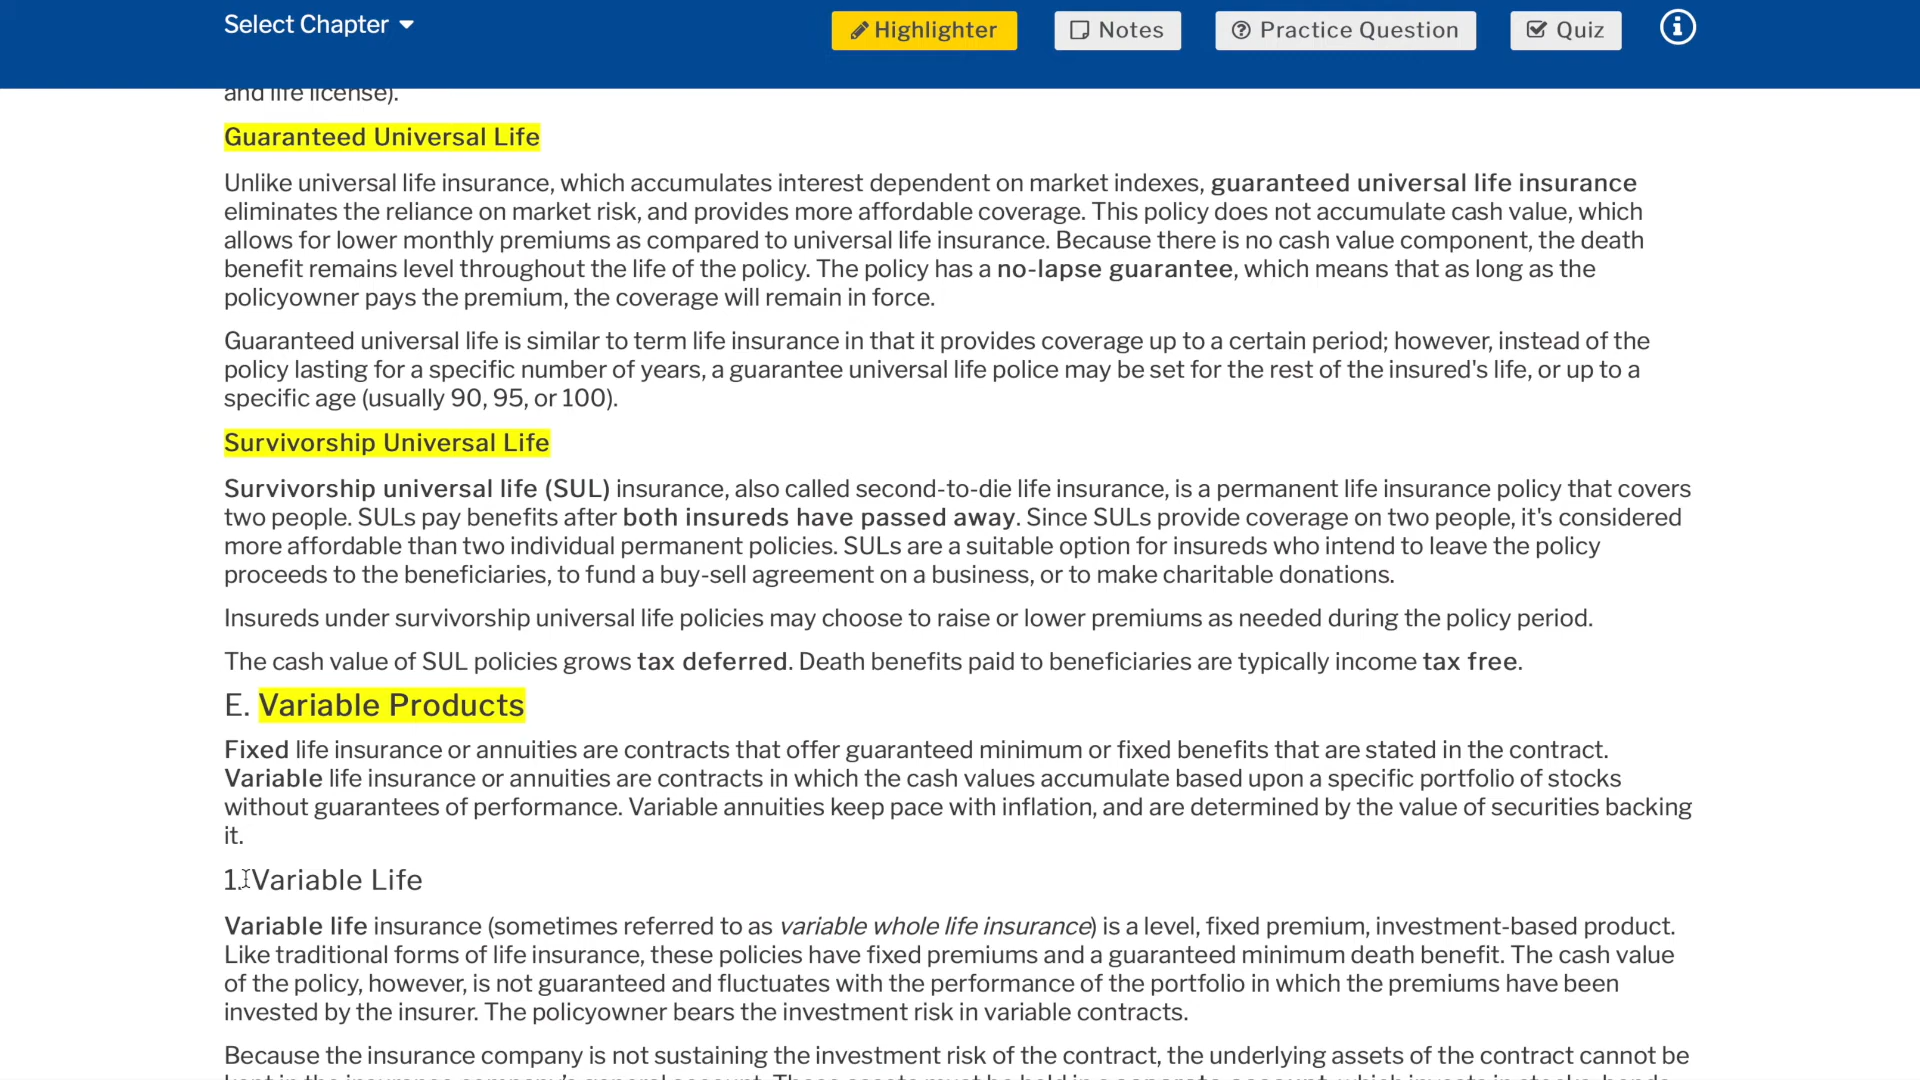 Select Chapter
Highlighter
Notes
Practice Question
Quiz
and life license).
Guaranteed Universal Life
Unlike universal life insurance, which accumulates interest dependent on market indexes, guaranteed universal life insurance
eliminates the reliance on market risk, and provides more affordable coverage. This policy does not accumulate cash value, which
allows for lower monthly premiums as compared to universal life insurance. Because there is no cash value component, the death
benefit remains level throughout the life of the policy. The policy has a no-lapse guarantee, which means that as long as the
policyowner pays the premium, the coverage will remain in force.
Guaranteed universal life is similar to term life insurance in that it provides coverage up to a certain period; however, instead of the
policy lasting for a specific number of years, a guarantee universal life police may be set for the rest of the insured's life, or up to a
specific age (usually 90, 95, or 100).
Survivorship Universal Life
Survivorship universal life (SUL) insurance, also called second-to-die life insurance, is a permanent life insurance policy that covers
two people. SULs pay benefits after both insureds have passed away. Since SULs provide coverage on two people, it's considered
more affordable than two individual permanent policies. SULs are a suitable option for insureds who intend to leave the policy
proceeds to the beneficiaries, to fund a buy-sell agreement on a business, or to make charitable donations.
Insureds under survivorship universal life policies may choose to raise or lower premiums as needed during the policy period.
The cash value of SUL policies grows tax deferred. Death benefits paid to beneficiaries are typically income tax free.
E. Variable Products
Fixed life insurance or annuities are contracts that offer guaranteed minimum or fixed benefits that are stated in the contract.
Variable life insurance or annuities are contracts in which the cash values accumulate based upon a specific portfolio of stocks
without guarantees of performance. Variable annuities keep pace with inflation, and are determined by the value of securities backing
it.
1. Variable Life
Variable life insurance (sometimes referred to as variable whole life insurance) is a level, fixed premium, investment-based product.
Like traditional forms of life insurance, these policies have fixed premiums and a guaranteed minimum death benefit. The cash value
of the policy, however, is not guaranteed and fluctuates with the performance of the portfolio in which the premiums have been
invested by the insurer. The policyowner bears the investment risk in variable contracts.
Because the insurance company is not sustaining the investment risk of the contract, the underlying assets of the contract cannot be